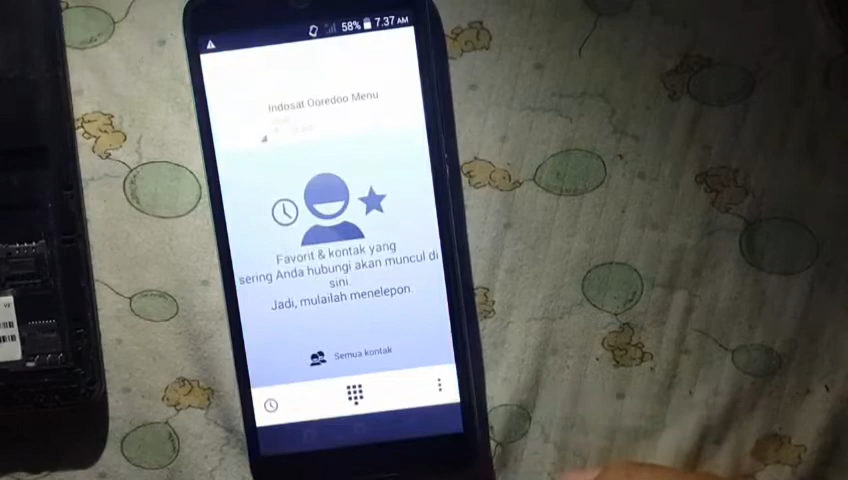 58% 7.37 AM
Indosat Ooredoo Menu
Favorit & kontak yang
sering Anda hubungi akan muncul di
sini.
Jadi, mulailah menelepon.
Semua kontak